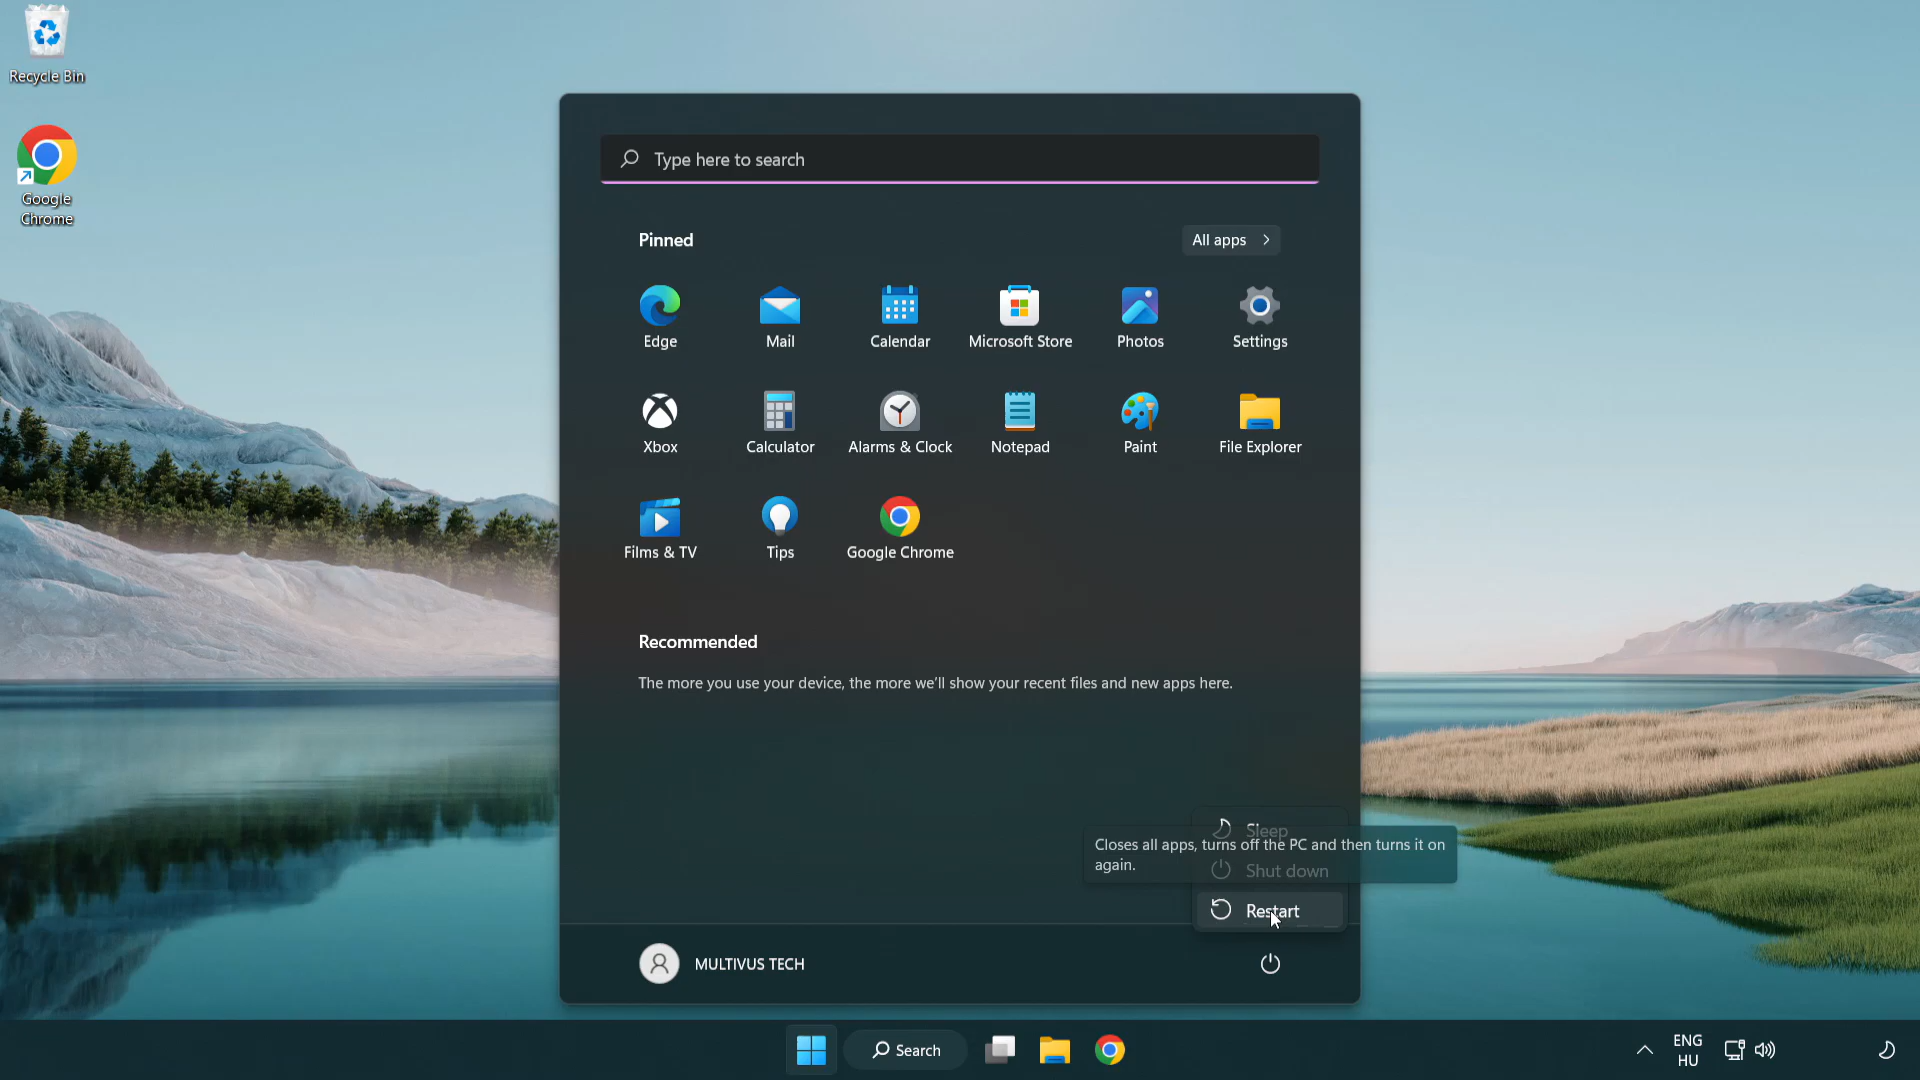 Recycle Bin
Google
Chrome
Type here to search
Pinned
All apps
Edge
Mail
Calendar
Microsoft Store
Photos
Settings
Xbox
Calculator
Alarms & Clock
Notepad
Paint
File Explorer
Films & TV
Tips
Google Chrome
Recommended
The more you use your device, the more we'll show your recent files and new apps here.
Sleep
Closes all apps, turns off the PC and then turns it on
again.
Shut down
Restart
MULTIVUS TECH
Search
ENG
HU